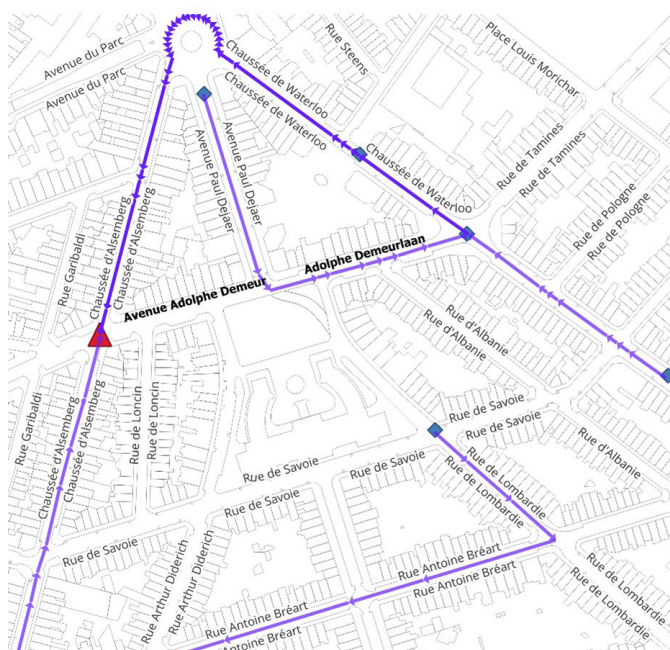 Rue Steens
Place Louis Morichar
Avenue du Parc
Avenue du Parc
Chaussée de Waterloo
Chaussée de Waterloo
Chaussée de Waterloo
Rue de Tamines
Rue de Tamines
Avenue Paul Dejaer
Avenue Paul Dejaer
Rue de Pologne
Rue de Pologne
Chaussée d'Alsemberg
Chaussée d'Alsemberg
Rue Garibaldi
Adolphe Demeurlaan
Avenue Adolphe Demeur
Rue d'Albanie
Rue d'Albanie
Rue Garibaldi
Chaussée d'Alsemberg
Chaussée d'Alsemberg
Rue de Loncin
Rue de Loncin
Rue de Savoie
Rue de Savoie
Rue d'Albanie
Rue de Savoie
Rue de Savoie
Rue de Savoie
Rue de Lombardie
Rue de Lombardie
Rue de Savoie
Rue Arthur Diderich
Rue Arthur Diderich
Rue Antoine Bréart
Rue Antoine Bréart
Rue de Lombardie
Rue de Lombardie
Rue Antoine Bréart
Antoine Bréart